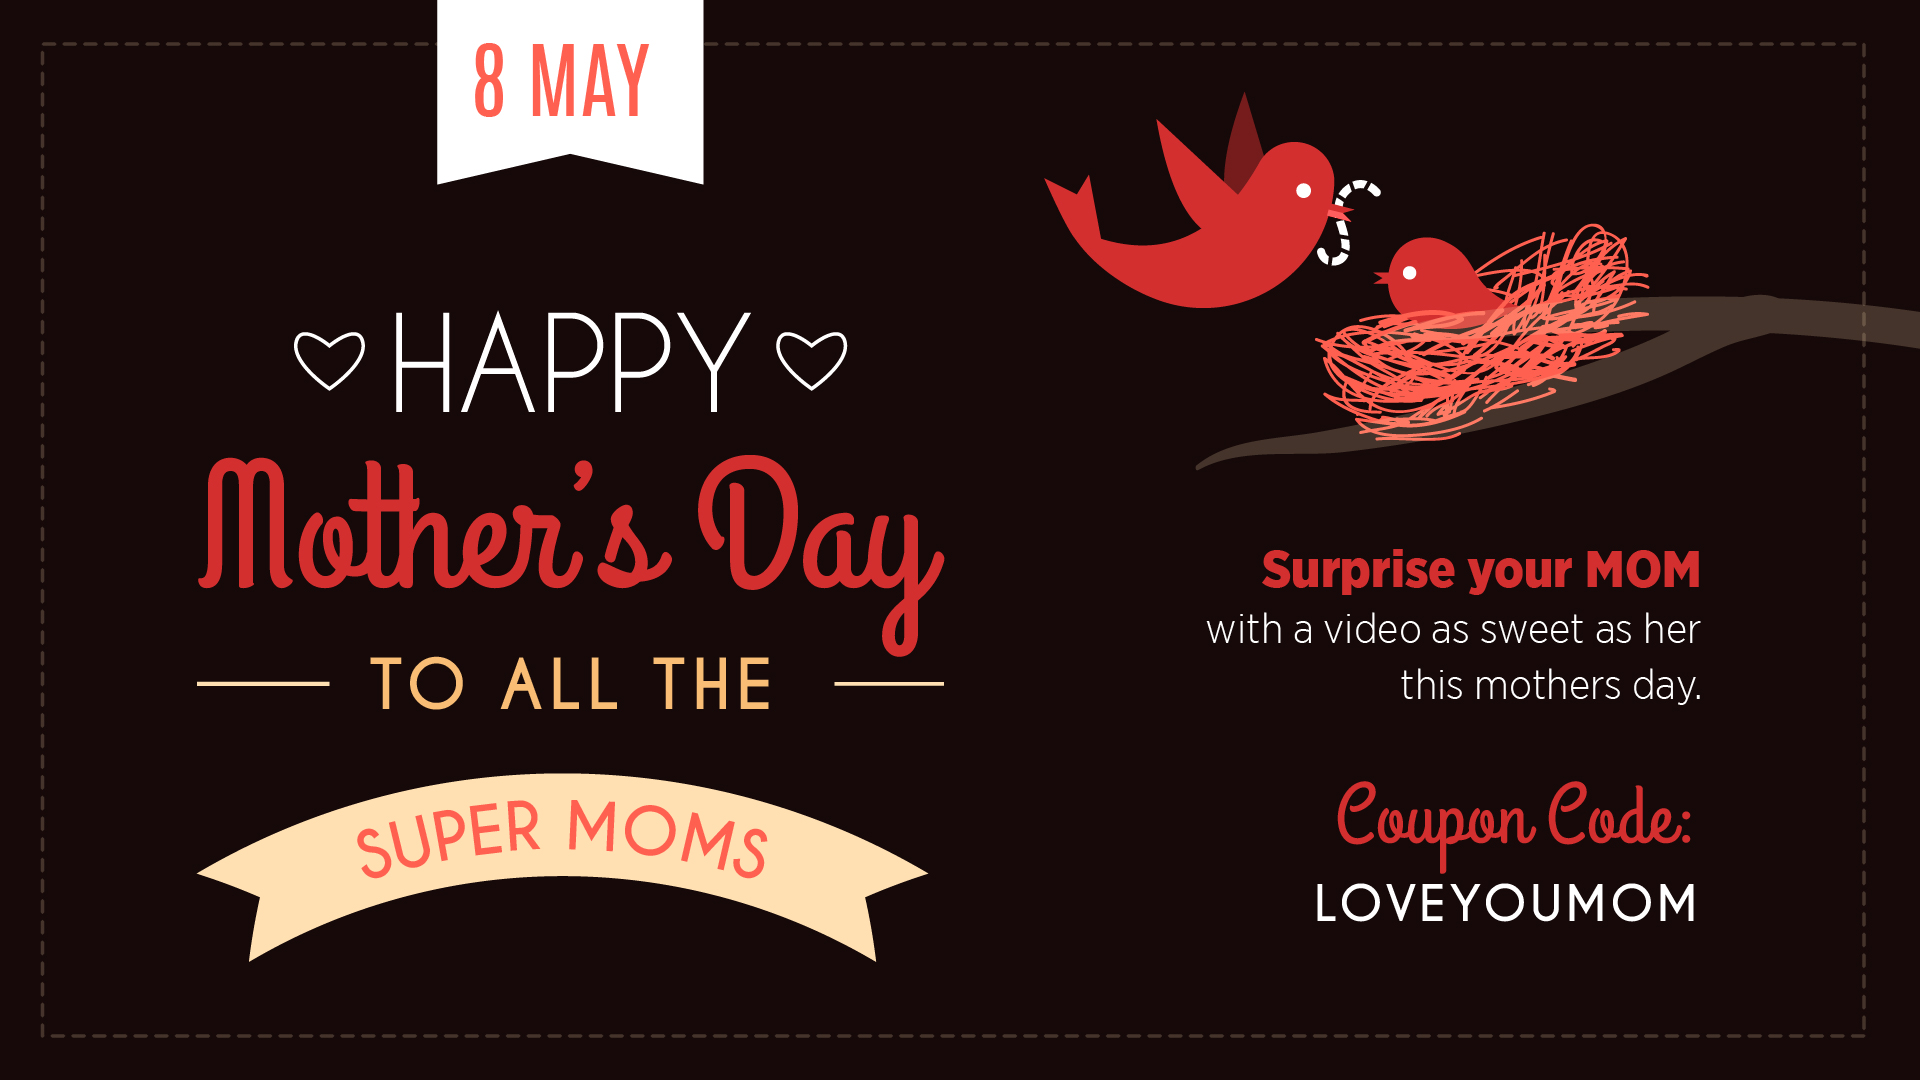 8 MAY
HAPPY
Mother's Day
TO ALL THE
SUPER MOMS
Surprise your MOM
with a video as sweet as her
this mothers day.
Coupon Code:
LOVEYOUMOM